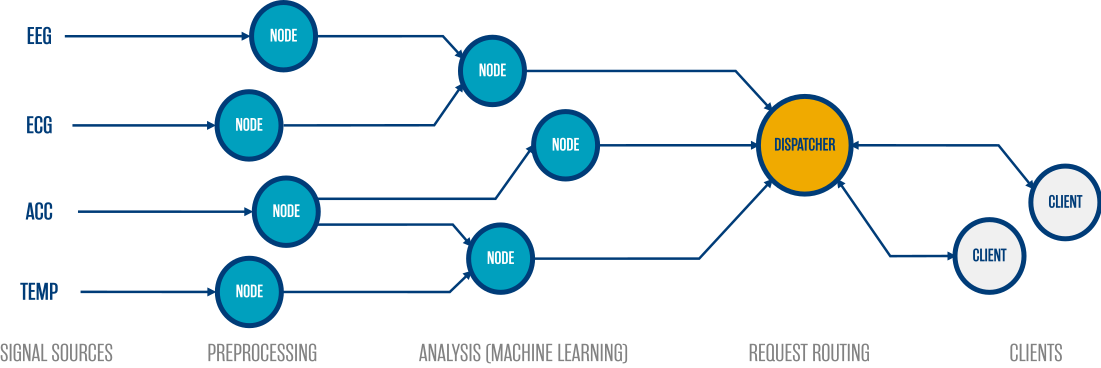 EEG
NODE
NODE
ECG
NODE
NODE
DISPATCHER
ACC
NODE
CLIENT
NODE
CLIENT
TEMP
NODE
SIGNAL SOURCES
PREPROCESSING
ANALYSIS (MACHINE LEARNING)
REQUEST ROUTING
CLIENTS